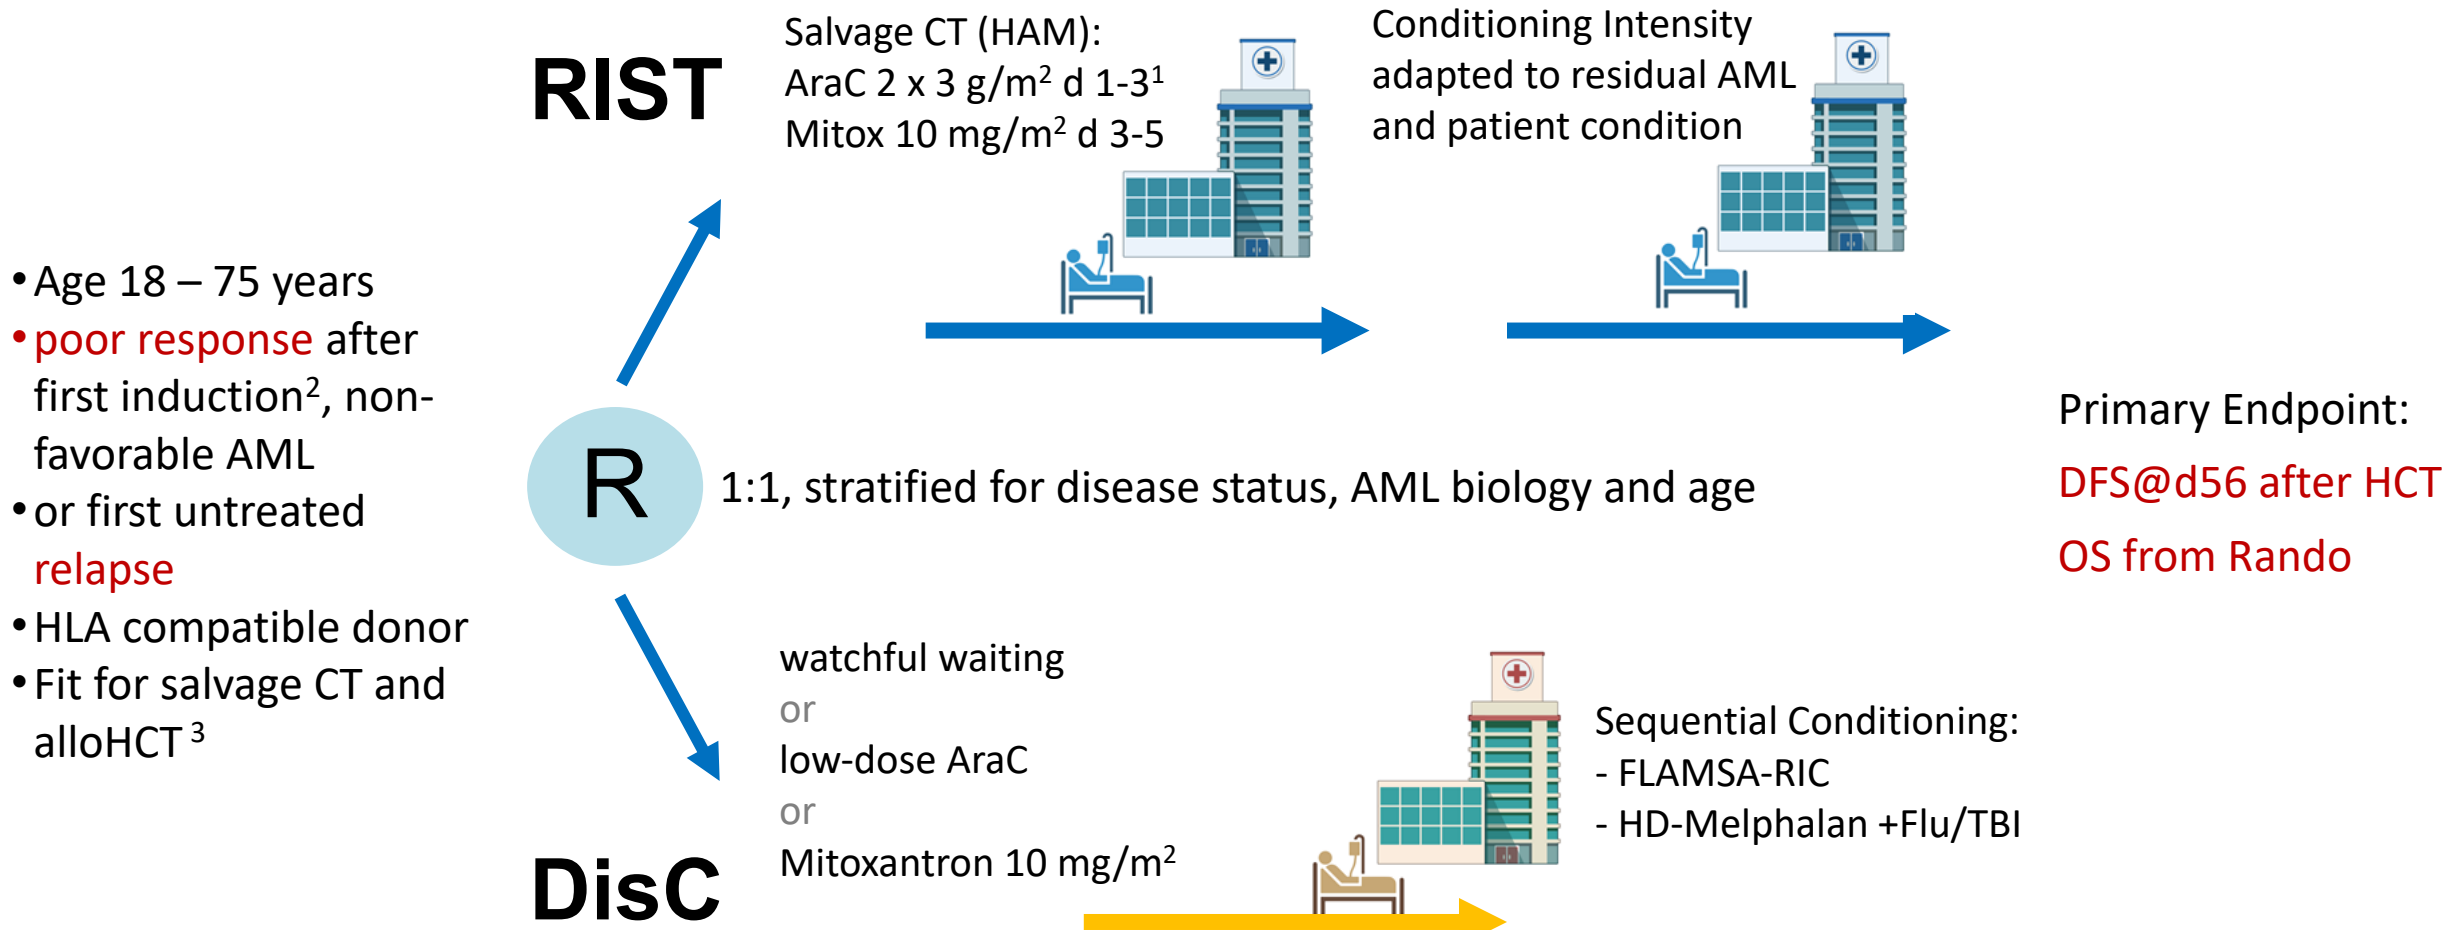 RIST
Salvage CT (HAM):
AraC 2 x 3 g/m² d 1-3¹
Mitox 10 mg/m² d 3-5
Conditioning Intensity
adapted to residual AML
and patient condition
• Age 18 – 75 years
• poor response after
first induction², non-
favorable AML
• or first untreated
relapse
• HLA compatible donor
• Fit for salvage CT and
alloHCT ³
R
1:1, stratified for disease status, AML biology and age
Primary Endpoint:
DFS@d56 after HCT
OS from Rando
DisC
watchful waiting
or
low-dose AraC
or
Mitoxantron 10 mg/m²
Sequential Conditioning:
- FLAMSA-RIC
- HD-Melphalan +Flu/TBI